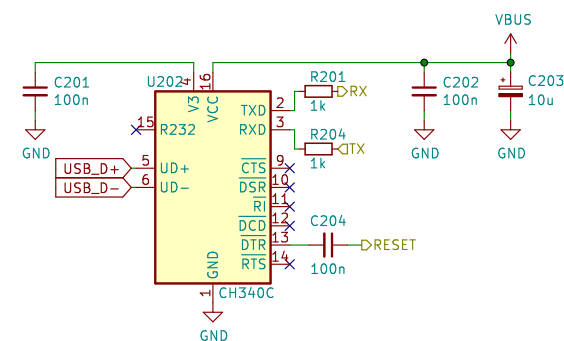 VBUS
C201
100n
GND
U202
4
16
V3
VCC
R201
TXD
2
1k
RX
C202
100n
GND
C203
+
10u
GND
15
R232
RXD
3
R204
1k
TX
USB_D+
5
UD+
USB_D-
6
UD-
CTS
9
DSR
10
RI
11
DCD
12
DTR
13
C204
100n
RESET
RTS
14
GND
1
CH340C
GND